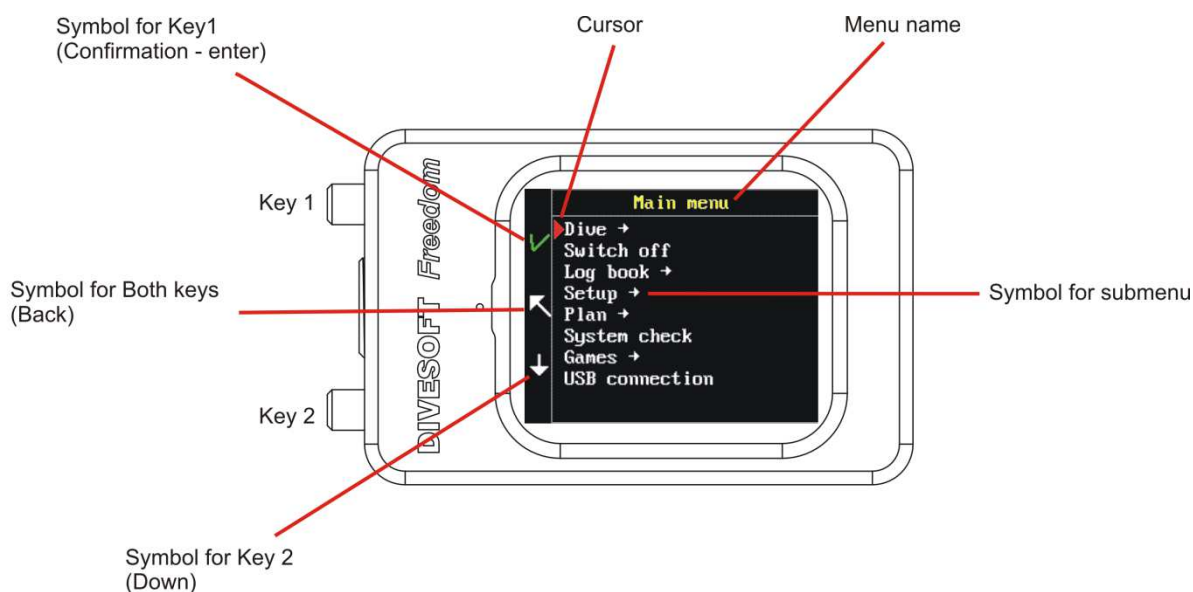 Symbol for Key1
(Confirmation - enter)
Cursor
Menu name
Key 1
Symbol for Both keys
(Back)
Key 2
DIVESOFT Freedom
Main menu
Dive →
Switch off
Log book →
Setup →
Plan →
System check
Games →
USB connection
Symbol for submenu
Symbol for Key 2
(Down)